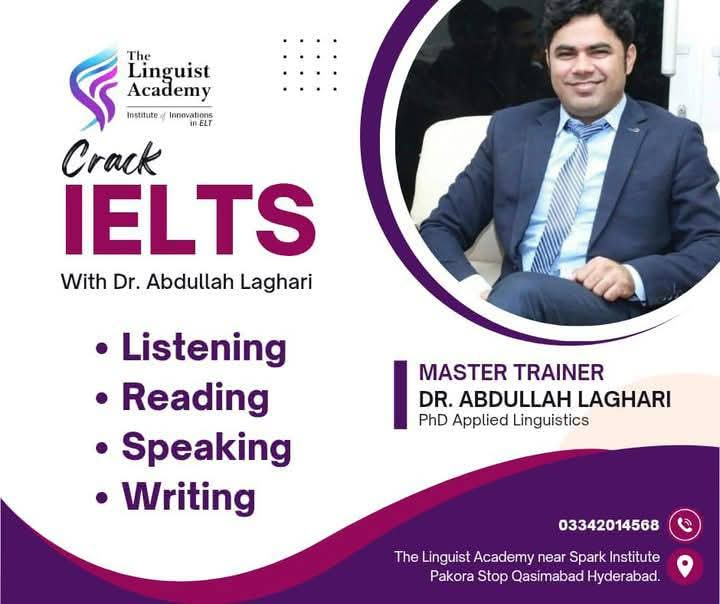 The
Linguist
Academy
Institute of Innovations
in ELT
Crack
IELTS
With Dr. Abdullah Laghari
• Listening
• Reading
• Speaking
• Writing
MASTER TRAINER
DR. ABDULLAH LAGHARI
PhD Applied Linguistics
03342014568
The Linguist Academy near Spark Institute
Pakora Stop Qasimabad Hyderabad.